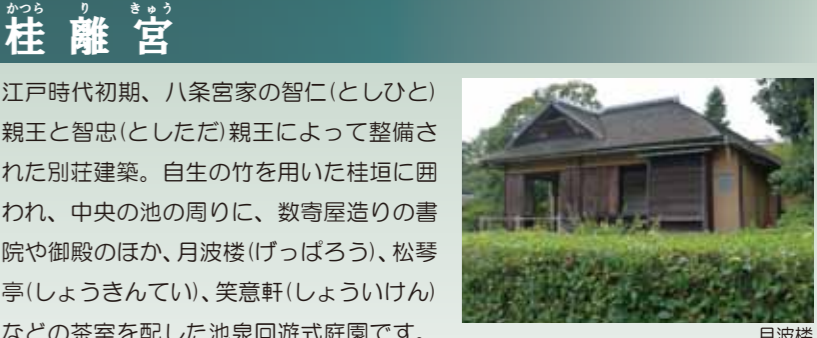 かつら り きゅう
桂 離 宮
江戸時代初期、八条宮家の智仁(としひと)
親王と智忠(としただ)親王によって整備さ
れた別荘建築。自生の竹を用いた桂垣に囲
われ、中央の池の周りに、数寄屋造りの書
院や御殿のほか、月波楼(げっぱろう)、松琴
亭(しょうきんてい)、笑意軒(しょういけん)
などの茶室を配した池泉回遊式庭園です。
月波楼